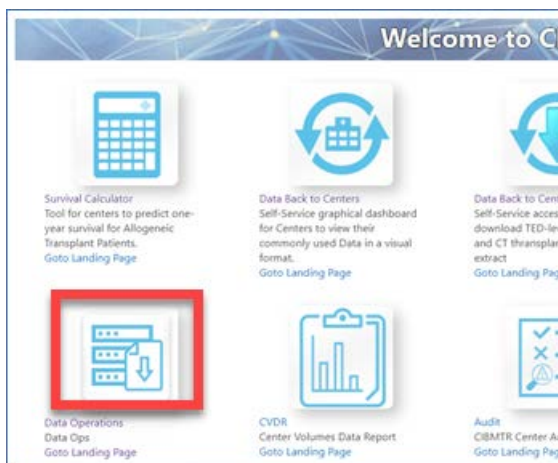 Welcome to C
Survival Calculator
Tool for centers to predict one-
year survival for Allogeneic
Transplant Patients.
Goto Landing Page
Data Back to Centers
Self-Service graphical dashboard
for Centers to view their
commonly used Data in a visual
format.
Goto Landing Page
Data Back to Cent
Self-Service acces
download TED-le
and CT thransplan
extract
Goto Landing Pag
Data Operations
Data Ops
Goto Landing Page
CVDR
Center Volumes Data Report
Goto Landing Page
Audit
CIBMTR Center A
Goto Landing Pag